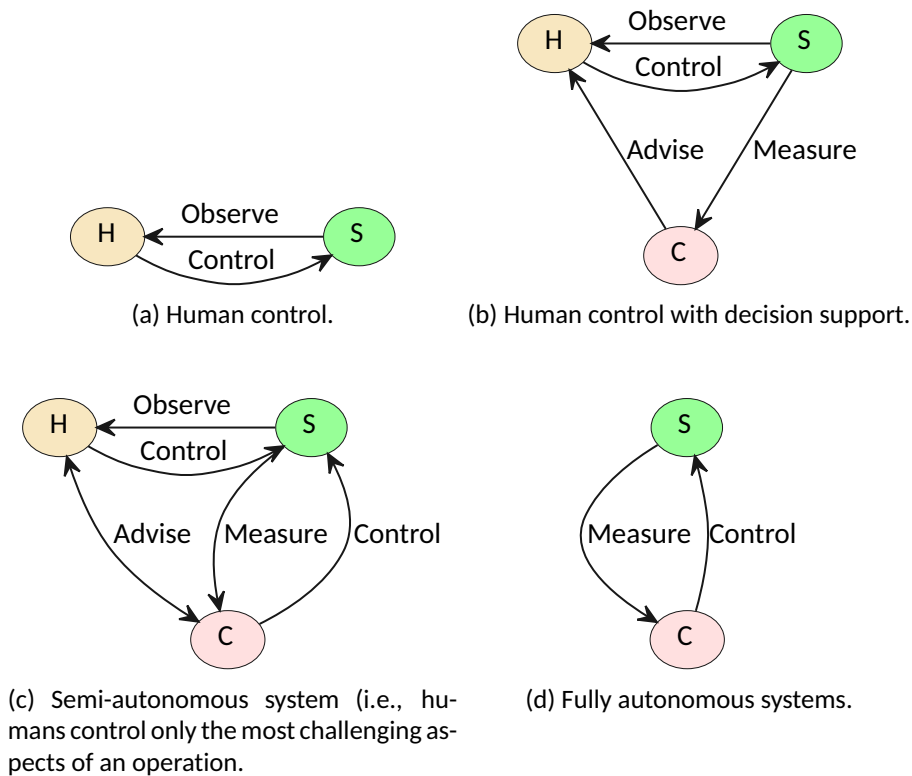 Observe
H
S
Control
Advise
Measure
C
Observe
H
S
Control
(a) Human control.
(b) Human control with decision support.
Observe
H
S
Control
Advise
Measure
Control
C
(c) Semi-autonomous system (i.e., hu-
mans control only the most challenging as-
pects of an operation.
S
Measure
Control
C
(d) Fully autonomous systems.